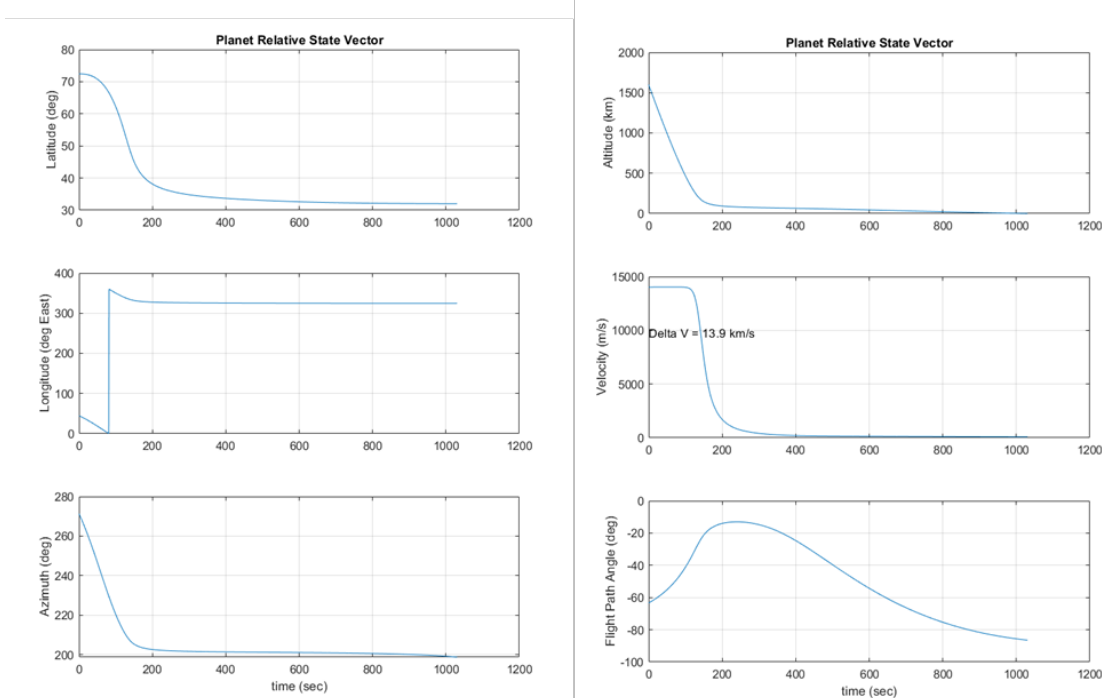 Planet Relative State Vector
80
70
60
50
40
30
Latitude (deg)
0 200 400 600 800 1000 1200
400
300
200
100
0
Longitude (deg East)
0 200 400 600 800 1000 1200
280
260
240
220
200
Azimuth (deg)
0 200 400 600 800 1000 1200
time (sec)
Planet Relative State Vector
2000
1500
1000
500
0
Altitude (km)
0 200 400 600 800 1000 1200
15000
10000
5000
0
Velocity (m/s)
Delta V = 13.9 km/s
0 200 400 600 800 1000 1200
0
-20
-40
-60
-80
-100
Flight Path Angle (deg)
0 200 400 600 800 1000 1200
time (sec)